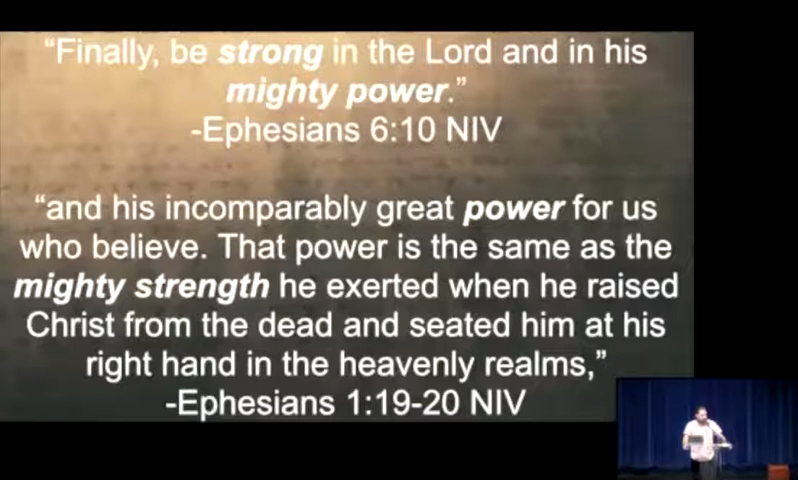 “Finally, be strong in the Lord and in his
mighty power.”
-Ephesians 6:10 NIV
“and his incomparably great power for us
who believe. That power is the same as the
mighty strength he exerted when he raised
Christ from the dead and seated him at his
right hand in the heavenly realms,”
-Ephesians 1:19-20 NIV